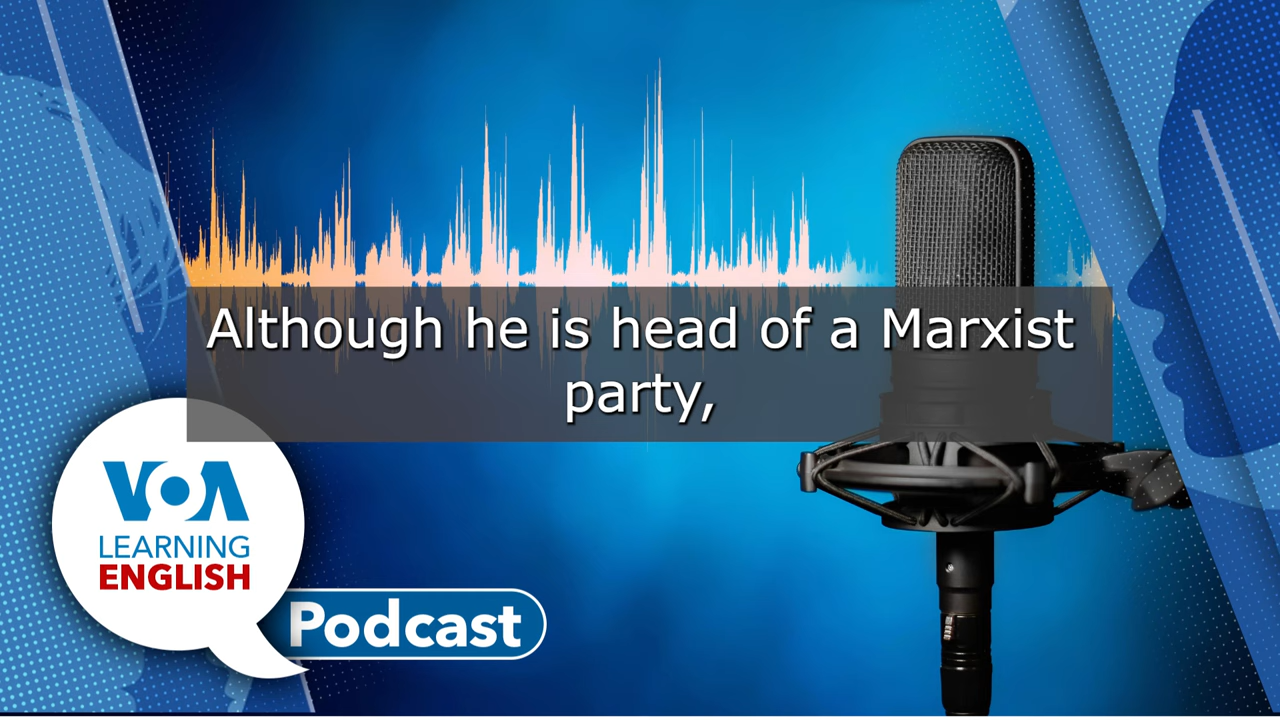 Although he is head of a Marxist
party,
VOA
LEARNING
ENGLISH
Podcast